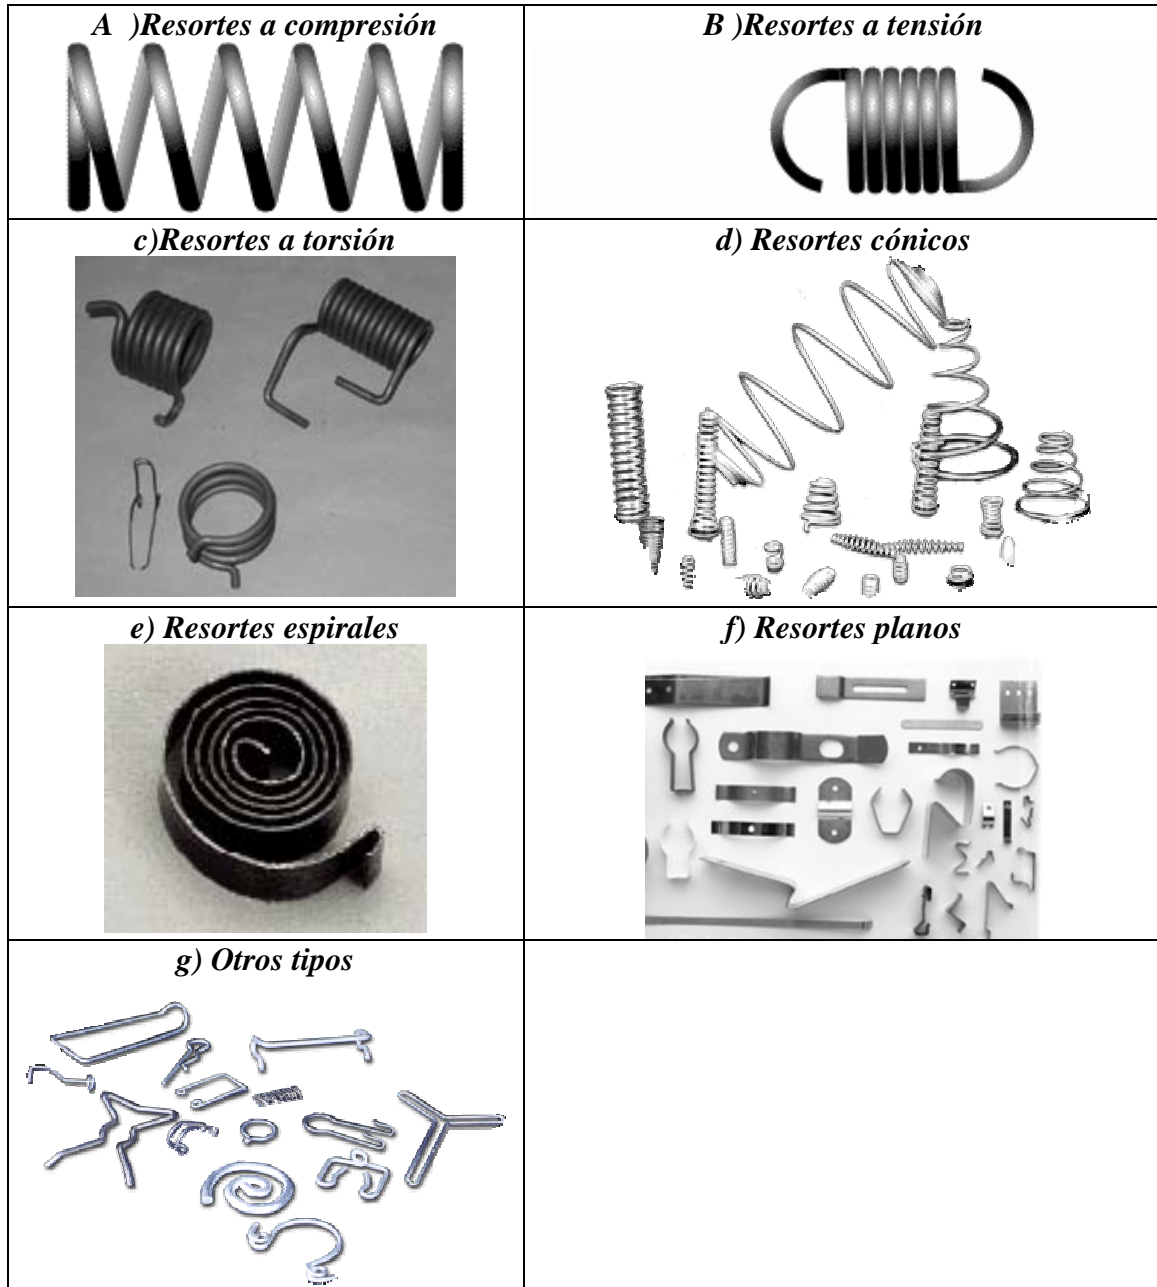 A )Resortes a compresión
B )Resortes a tensión
c)Resortes a torsión
d) Resortes cónicos
e) Resortes espirales
f) Resortes planos
g) Otros tipos